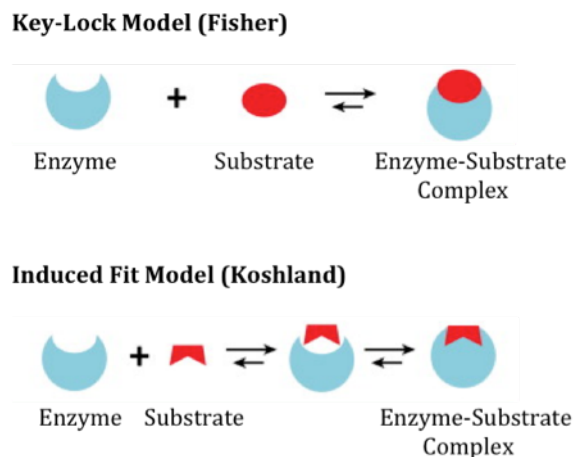 Key-Lock Model (Fisher)
+
Enzyme Substrate Enzyme-Substrate
Complex
Induced Fit Model (Koshland)
+
Enzyme Substrate Enzyme-Substrate
Complex